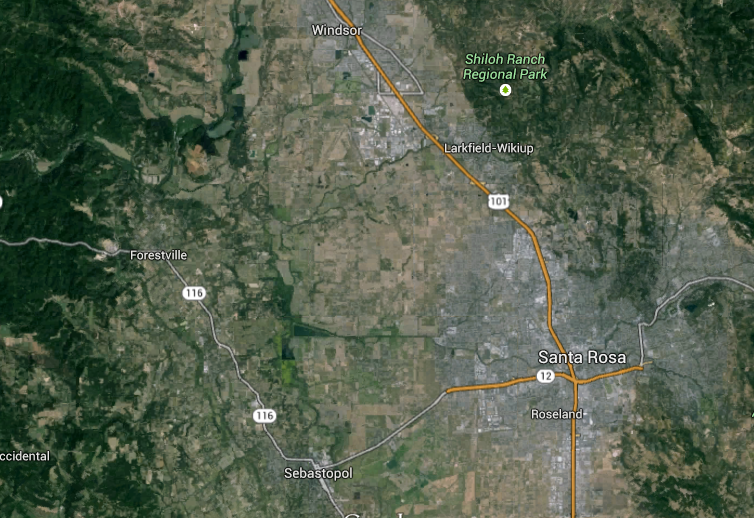 Windsor
Shiloh Ranch
Regional Park
Larkfield-Wikiup
101
Forestville
116
Santa Rosa
12
116
Roseland
ccidental
Sebastopol